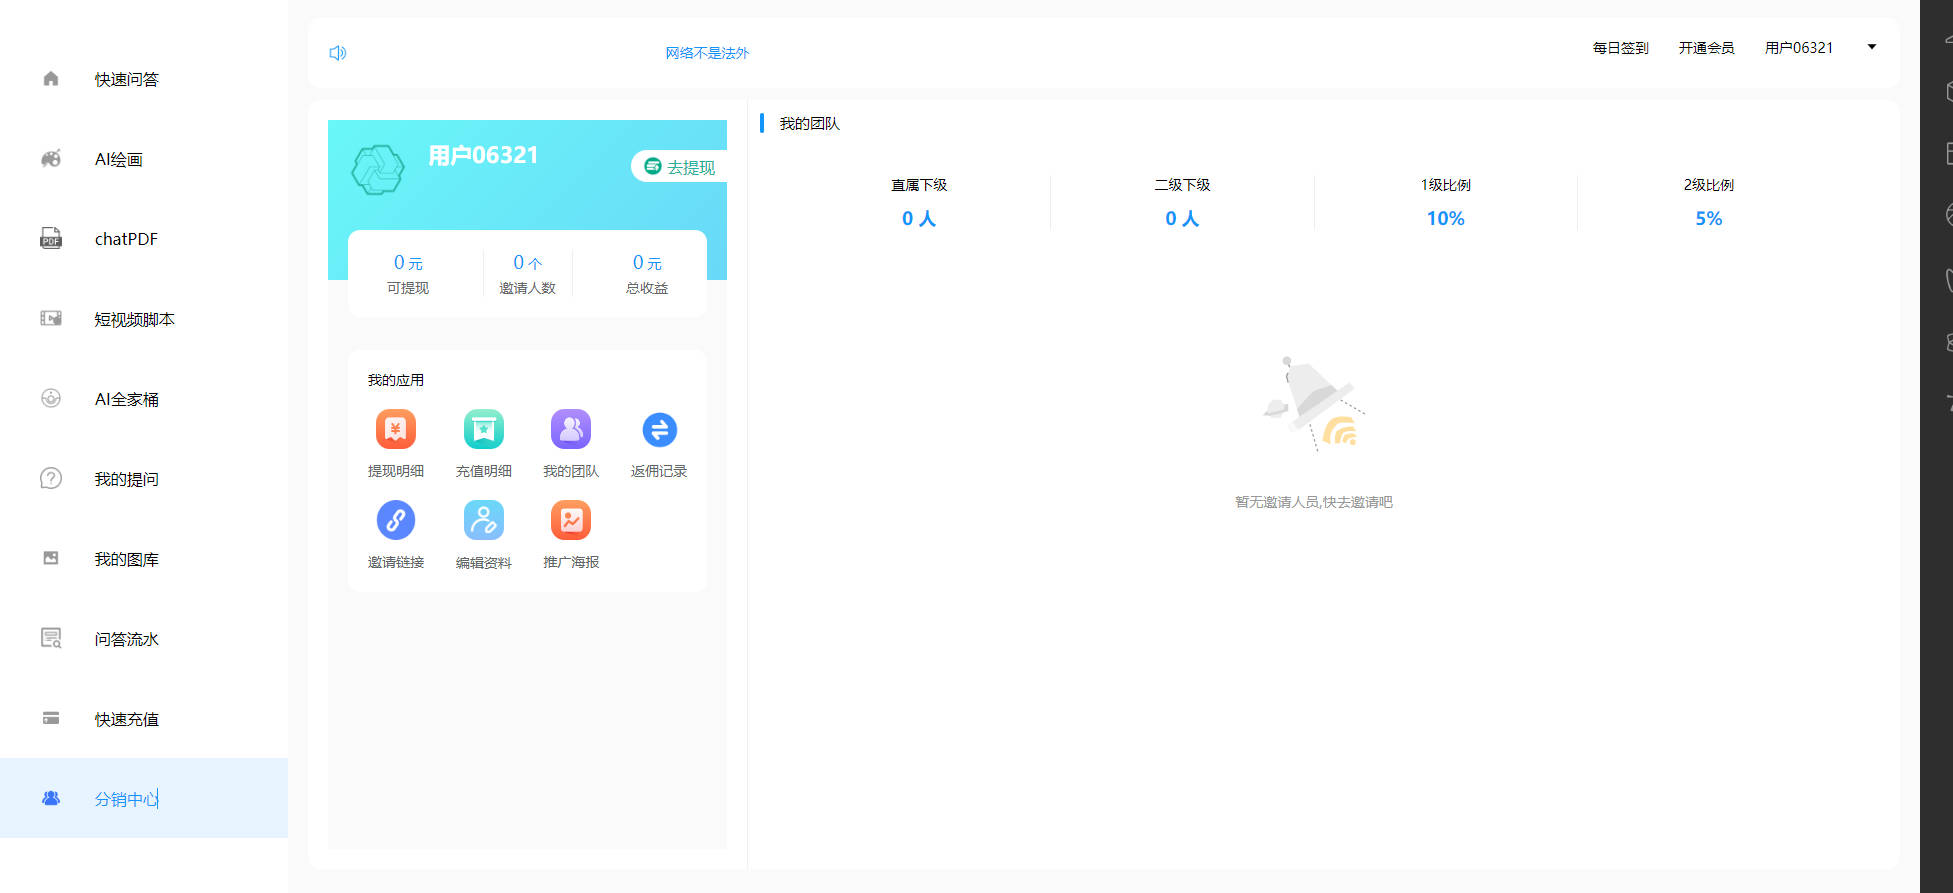 快速问答
AI绘画
PDF
chatPDF
短视频脚本
AI全家桶
我的提问
我的图库
问答流水
快速充值
分销中心
网络不是法外
每日签到
开通会员
用户06321
用户06321
去提现
0 元
可提现
0 个
邀请人数
0 元
总收益
我的应用
提现明细
充值明细
我的团队
返佣记录
邀请链接
编辑资料
推广海报
我的团队
直属下级
0 人
二级下级
0 人
1级比例
10%
2级比例
5%
暂无邀请人员,快去邀请吧